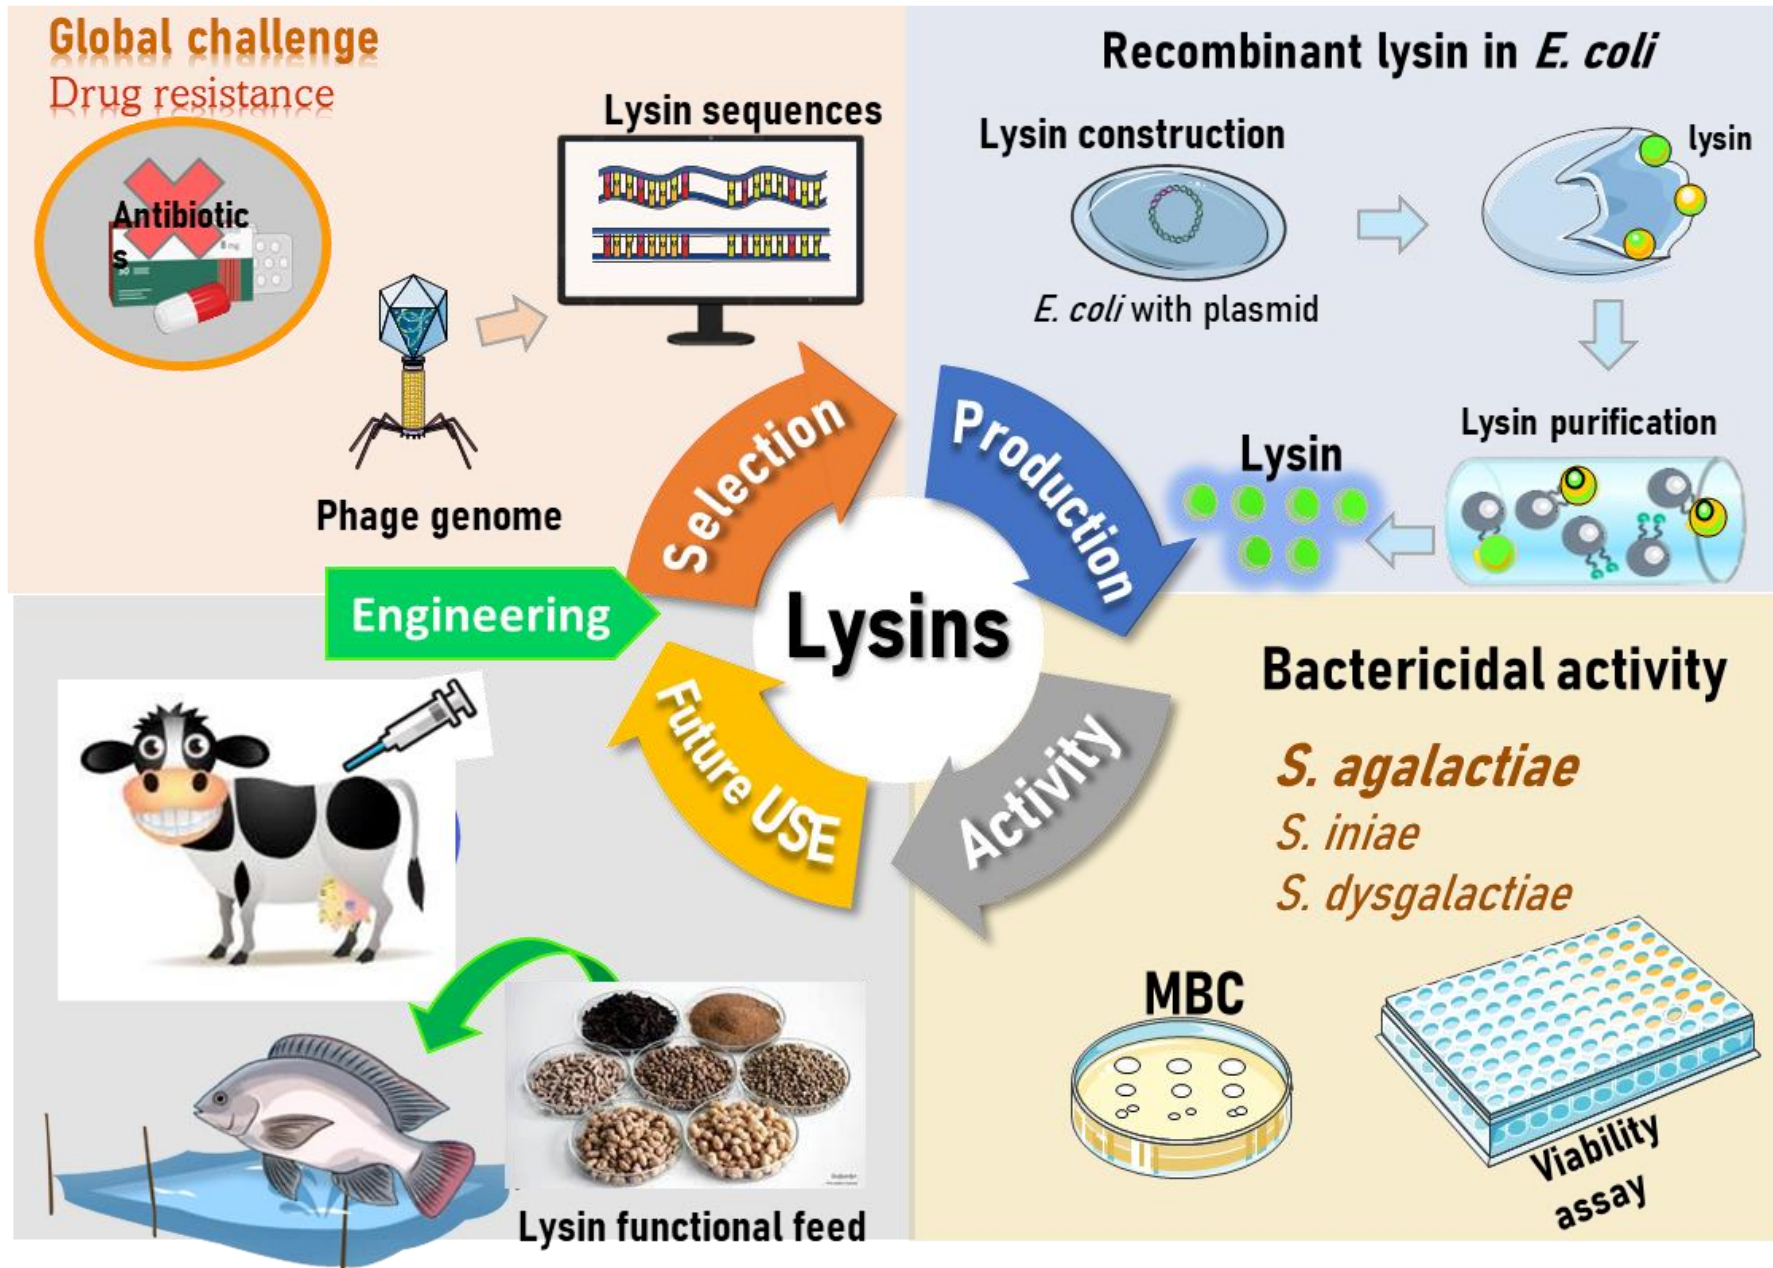 Global challenge
Drug resistance
Antibiotic
s
Lysin sequences
Phage genome
Recombinant lysin in E. coli
Lysin construction
lysin
E. coli with plasmid
Lysin purification
Lysin
Selection
Production
Engineering
Lysins
Future USE
Activity
Bactericidal activity
S. agalactiae
S. iniae
S. dysgalactiae
MBC
Viability
assay
Lysin functional feed